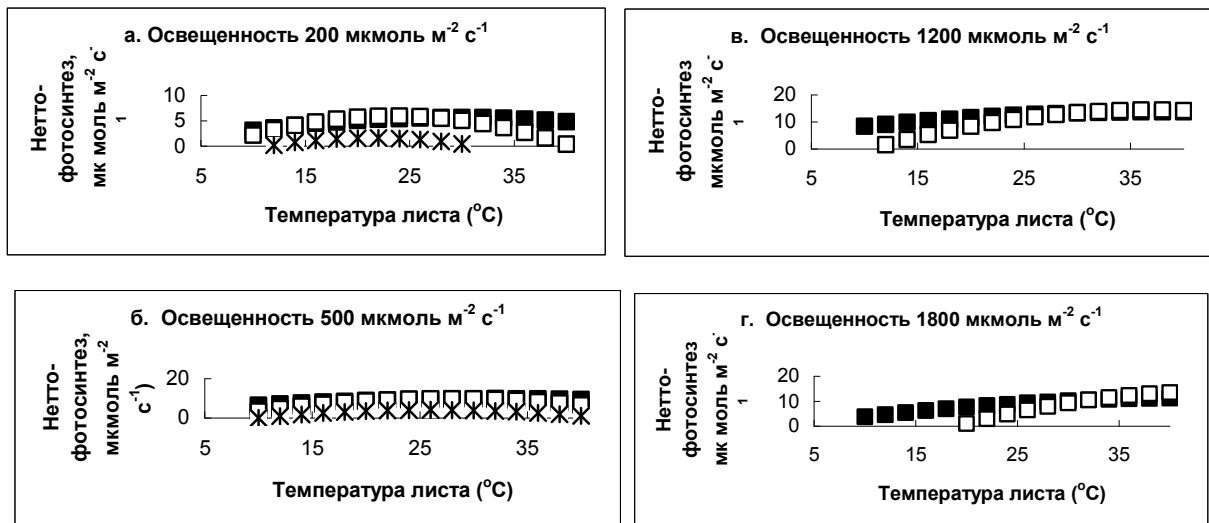 а. Освещенность 200 мкмоль м-2 с-1
Нетто-
фотосинтез,
мк моль м-2 с-
1
10
5
0
5 15 25 35
Температура листа (оС)
в. Освещенность 1200 мкмоль м-2 с-1
Нетто-
фотосинтез
мкмоль м-2 с-
1
20
10
0
5 15 25 35
Температура листа (оС)
б. Освещенность 500 мкмоль м-2 с-1
Нетто-
фотосинтез,
мкмоль м-2
с-1)
20
0
5 15 25 35
Температура листа (оС)
г. Освещенность 1800 мкмоль м-2 с-1
Нетто-
фотосинтез
мк моль м-2 с-
1
20
10
0
5 15 25 35
Температура листа (оС)